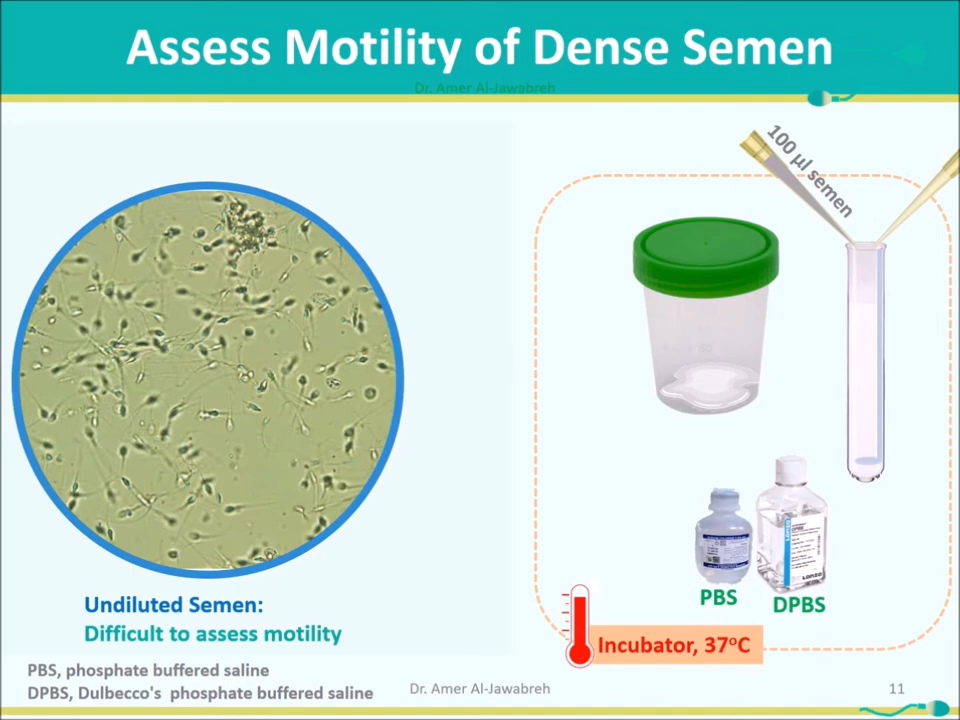 Assess Motility of Dense Semen
Dr. Amer Al-Jawabreh
100 µl semen
LONZA
PBS
DPBS
Incubator, 37°C
Undiluted Semen:
Difficult to assess motility
PBS, phosphate buffered saline
DPBS, Dulbecco's phosphate buffered saline
Dr. Amer Al-Jawabreh
11